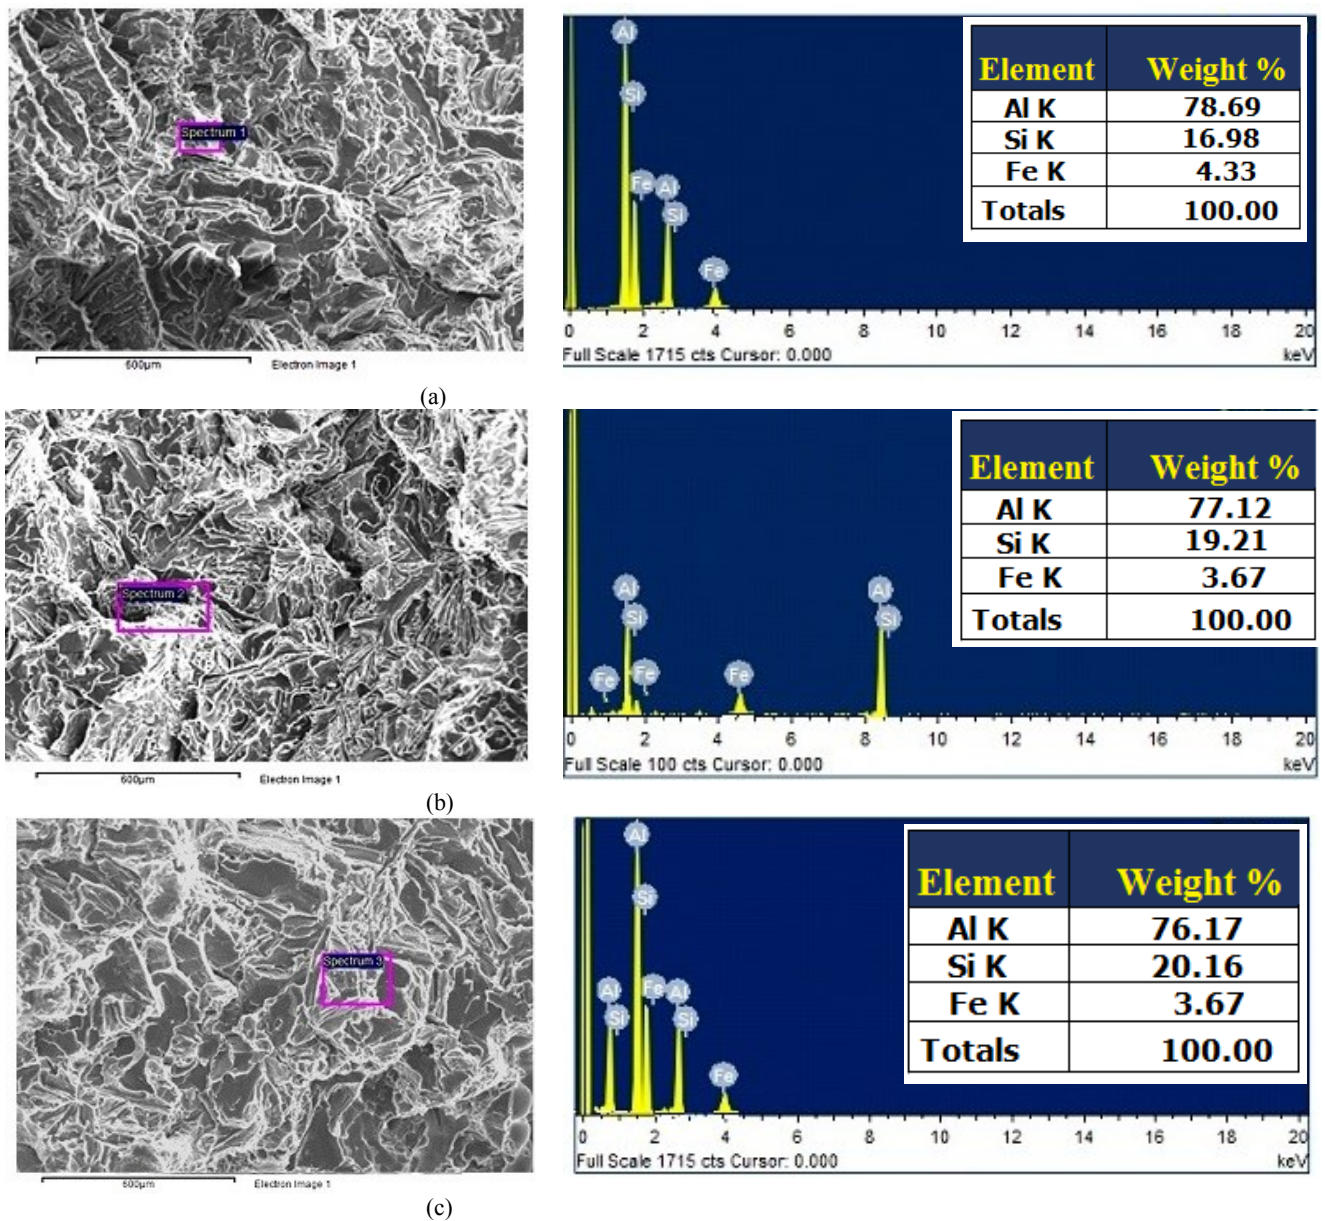 Spectrum 1
600µm Electron Image 1
Al
Si
Fe Al
Si
Fe
0 2 4 6 8 10 12 14 16 18 20
Full Scale 1715 cts Cursor: 0.000 keV
Element Weight %
Al K 78.69
Si K 16.98
Fe K 4.33
Totals 100.00
(a)
Spectrum 2
600µm Electron Image 1
Al Al
Si Si
Fe Fe Fe
0 2 4 6 8 10 12 14 16 18 20
Full Scale 100 cts Cursor: 0.000 keV
Element Weight %
Al K 77.12
Si K 19.21
Fe K 3.67
Totals 100.00
(b)
Spectrum 3
600µm Electron Image 1
Al
Si
Al Fe Al
Si Si
Fe
0 2 4 6 8 10 12 14 16 18 20
Full Scale 1715 cts Cursor: 0.000 keV
Element Weight %
Al K 76.17
Si K 20.16
Fe K 3.67
Totals 100.00
(c)